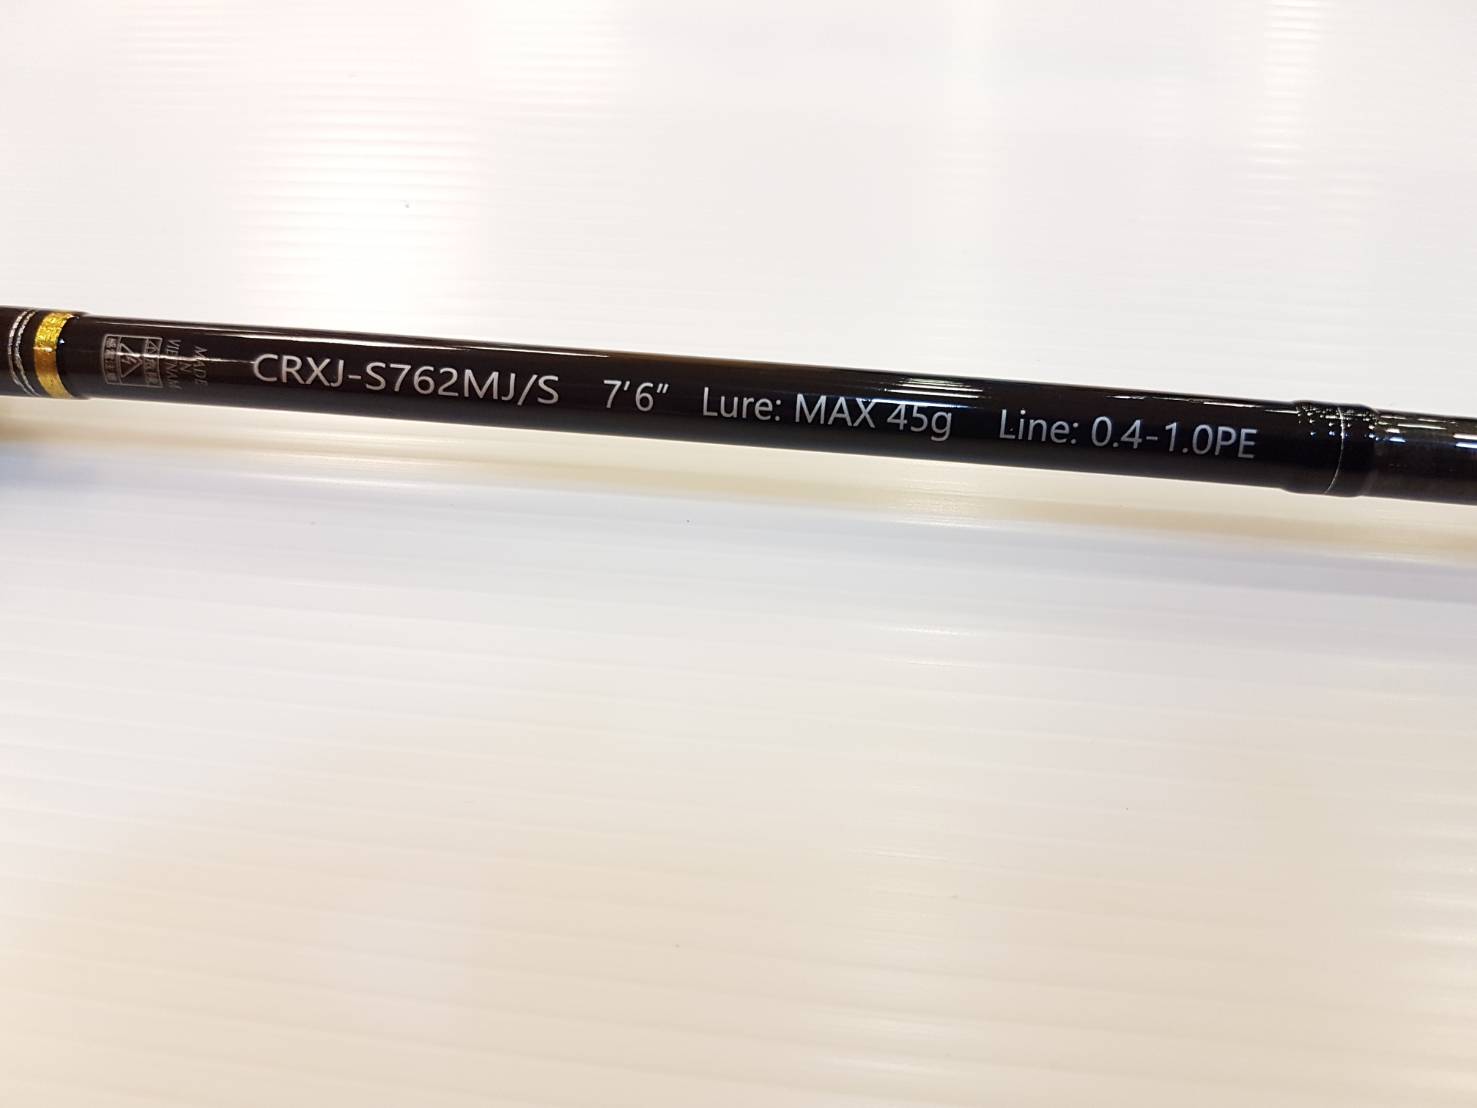 MADE
IN
VIETNAM
CRXJ-S762MJ/S 7'6" Lure: MAX 45g Line: 0.4-1.0PE